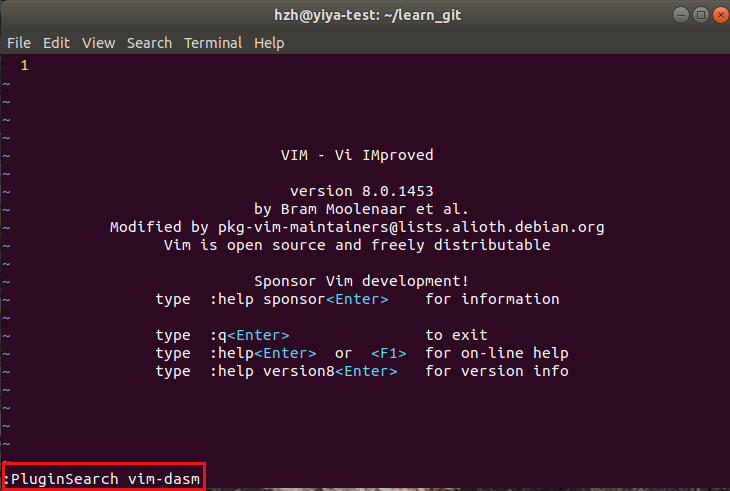 hzh@yiya-test: ~/learn_git
File Edit View Search Terminal Help
1
~
~
~
~
~ VIM - Vi IMproved
~
~ version 8.0.1453
~ by Bram Moolenaar et al.
~ Modified by pkg-vim-maintainers@lists.alioth.debian.org
~ Vim is open source and freely distributable
~
~ Sponsor Vim development!
~ type :help sponsor<Enter> for information
~
~ type :q<Enter> to exit
~ type :help<Enter> or <F1> for on-line help
~ type :help version8<Enter> for version info
~
~
~
~
~
:PluginSearch vim-dasm